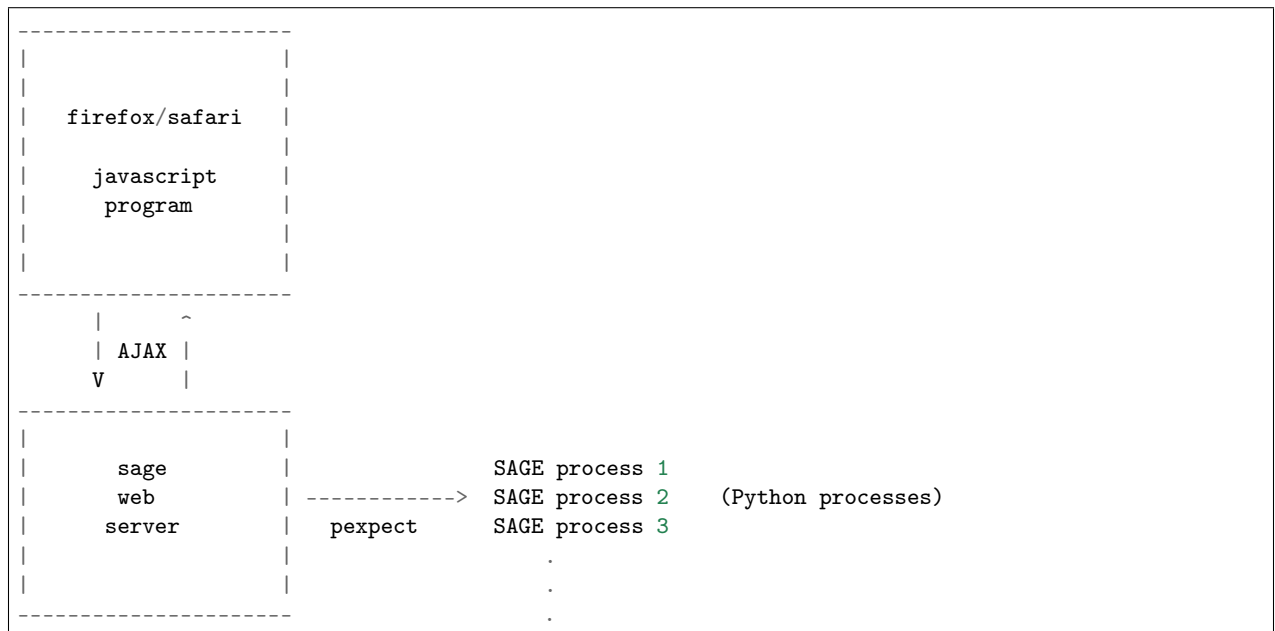 ----------------------
|                    |
|                    |
|   firefox/safari   |
|                    |
|     javascript     |
|      program       |
|                    |
|                    |
----------------------
      |      ^
      | AJAX |
      V      |
----------------------
|                    |
|       sage         |                SAGE process 1
|       web          | ------------>  SAGE process 2    (Python processes)
|      server        |   pexpect      SAGE process 3
|                    |                    .
|                    |                    .
----------------------                    .